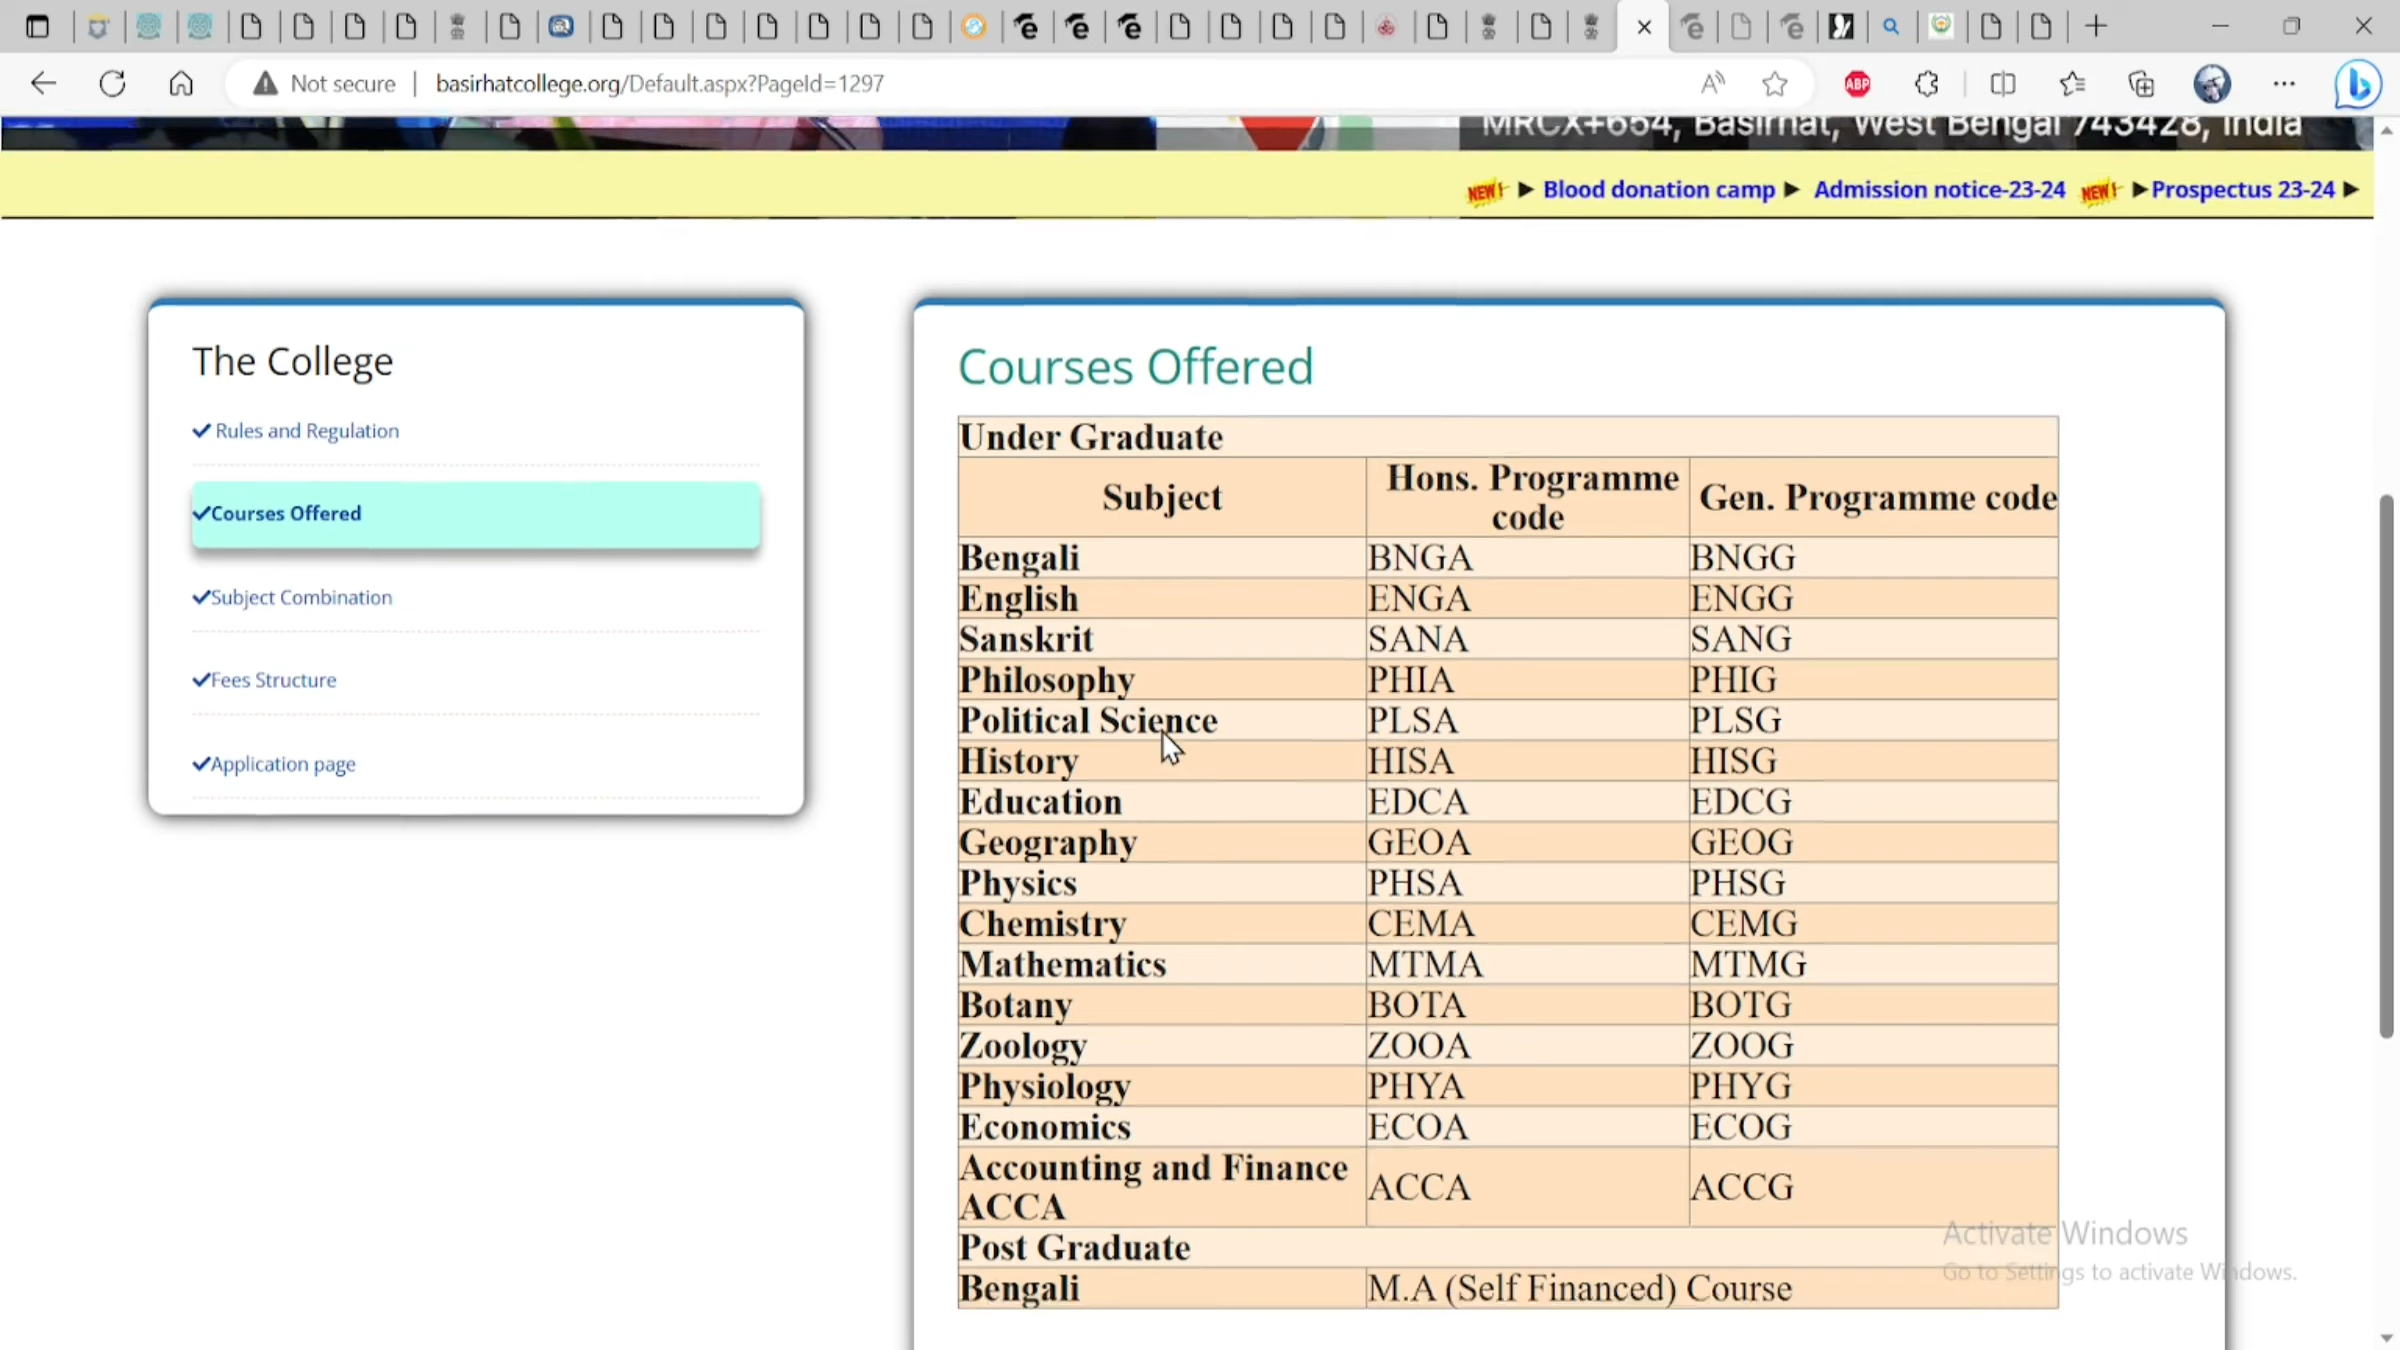 Not secure
basirhatcollege.org/Default.aspx?PageId=1297
ABP
MRCX+654, Basirhat, West Bengal 743428, India
NEW! ▶ Blood donation camp ▶ Admission notice-23-24 NEW! ▶Prospectus 23-24 ▶
The College
Rules and Regulation
Courses Offered
Subject Combination
Fees Structure
Application page
Courses Offered
Under Graduate
Subject Hons. Programme code Gen. Programme code
Bengali BNGA BNGG
English ENGA ENGG
Sanskrit SANA SANG
Philosophy PHIA PHIG
Political Science PLSA PLSG
History HISA HISG
Education EDCA EDCG
Geography GEOA GEOG
Physics PHSA PHSG
Chemistry CEMA CEMG
Mathematics MTMA MTMG
Botany BOTA BOTG
Zoology ZOOA ZOOG
Physiology PHYA PHYG
Economics ECOA ECOG
Accounting and Finance ACCA ACCA ACCG
Post Graduate
Bengali M.A (Self Financed) Course
Activate Windows
Go to Settings to activate Windows.